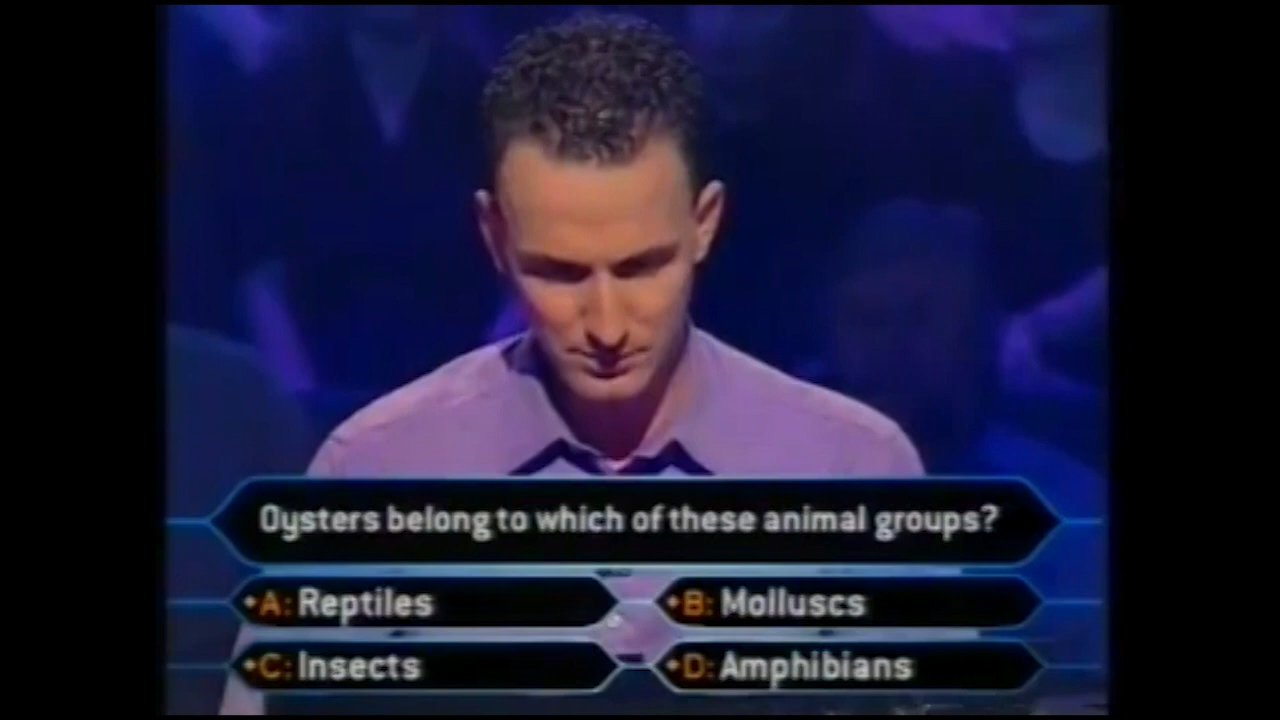 Oysters belong to which of these animal groups?
A: Reptiles
B: Molluscs
C: Insects
D: Amphibians